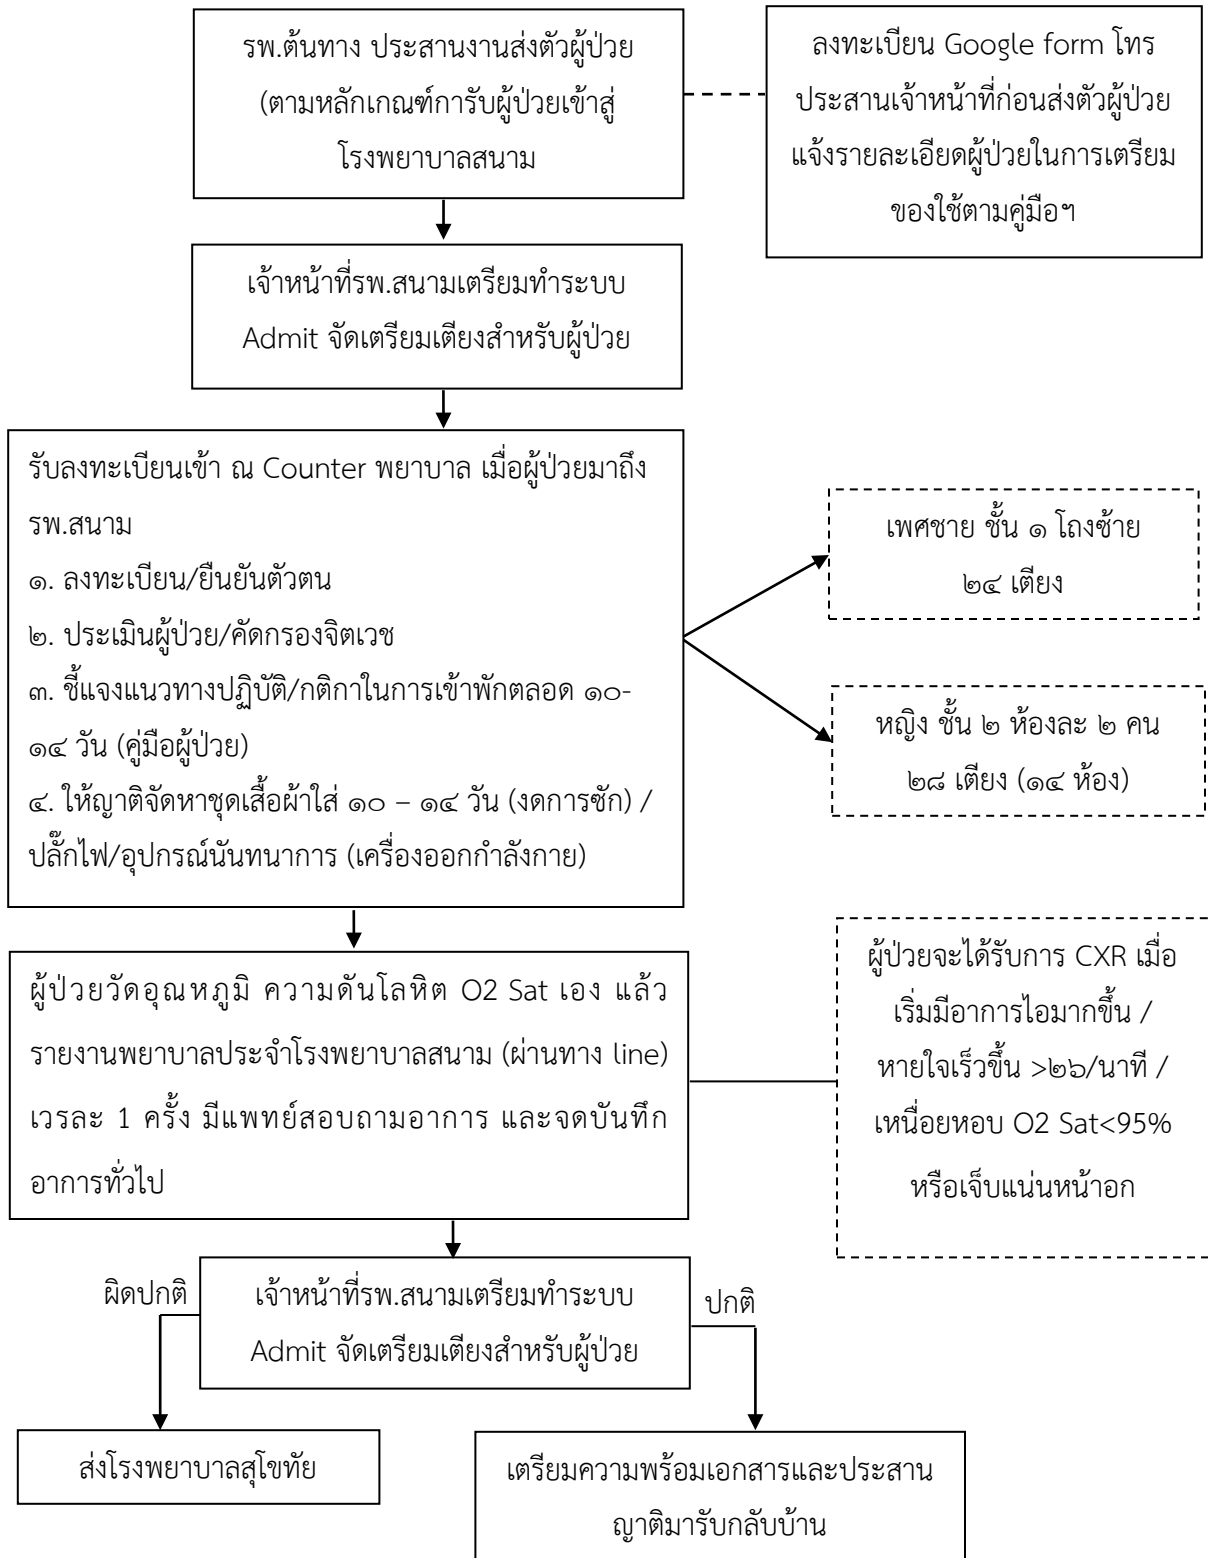 รพ.ต้นทาง ประสานงานส่งตัวผู้ป่วย
(ตามหลักเกณฑ์การับผู้ป่วยเข้าสู่
โรงพยาบาลสนาม
ลงทะเบียน Google form โทร
ประสานเจ้าหน้าที่ก่อนส่งตัวผู้ป่วย
แจ้งรายละเอียดผู้ป่วยในการเตรียม
ของใช้ตามคู่มือฯ
เจ้าหน้าที่รพ.สนามเตรียมทำระบบ
Admit จัดเตรียมเตียงสำหรับผู้ป่วย
รับลงทะเบียนเข้า ณ Counter พยาบาล เมื่อผู้ป่วยมาถึง
รพ.สนาม
๑. ลงทะเบียน/ยืนยันตัวตน
๒. ประเมินผู้ป่วย/คัดกรองจิตเวช
๓. ชี้แจงแนวทางปฏิบัติ/กติกาในการเข้าพักตลอด ๑๐-
๑๔ วัน (คู่มือผู้ป่วย)
๔. ให้ญาติจัดหาชุดเสื้อผ้าใส่ ๑๐ – ๑๔ วัน (งดการซัก) /
ปลั๊กไฟ/อุปกรณ์นันทนาการ (เครื่องออกกำลังกาย)
เพศชาย ชั้น ๑ โถงซ้าย
๒๔ เตียง
หญิง ชั้น ๒ ห้องละ ๒ คน
๒๘ เตียง (๑๔ ห้อง)
ผู้ป่วยวัดอุณหภูมิ ความดันโลหิต O2 Sat เอง แล้ว
รายงานพยาบาลประจำโรงพยาบาลสนาม (ผ่านทาง line)
เวรละ 1 ครั้ง มีแพทย์สอบถามอาการ และจดบันทึก
อาการทั่วไป
ผู้ป่วยจะได้รับการ CXR เมื่อ
เริ่มมีอาการไอมากขึ้น /
หายใจเร็วขึ้น >๒๖/นาที /
เหนื่อยหอบ O2 Sat<95%
หรือเจ็บแน่นหน้าอก
ผิดปกติ
เจ้าหน้าที่รพ.สนามเตรียมทำระบบ
Admit จัดเตรียมเตียงสำหรับผู้ป่วย
ปกติ
ส่งโรงพยาบาลสุโขทัย
เตรียมความพร้อมเอกสารและประสาน
ญาติมารับกลับบ้าน